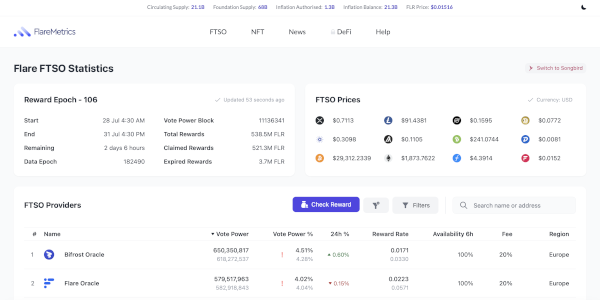 Circulating Supply: 21.1B Foundation Supply: 68B Inflation Authorised: 1.3B Inflation Balance: 21.3B FLR Price: $0.01516
FlareMetrics FTSO NFT News DeFi Help
Flare FTSO Statistics Switch to Songbird
Reward Epoch - 106 Updated 53 seconds ago FTSO Prices Currency: USD
Start 28 Jul 4:30 AM Vote Power Block 11136341 $0.7113 $91.4381 $0.1595 $0.0772
End 31 Jul 4:30 PM Total Rewards 538.5M FLR $0.3098 $0.1105 $241.0744 $0.0081
Remaining 2 days 6 hours Claimed Rewards 521.3M FLR
Data Epoch 182490 Expired Rewards 3.7M FLR $29,312.2339 $1,873.7622 $4.3914 $0.0152
FTSO Providers Check Reward Filters Search name or address
# Name Vote Power Vote Power % 24h % Reward Rate Availability 6h Fee Region
1 Bifrost Oracle 650,350,817 4.51% 0.60% 0.0171 100% 20% Europe
618,272,537 4.28% 0.0330
2 Flare Oracle 579,517,963 4.02% 0.15% 0.0223 100% 20% Europe
582,918,843 4.04% 0.0571